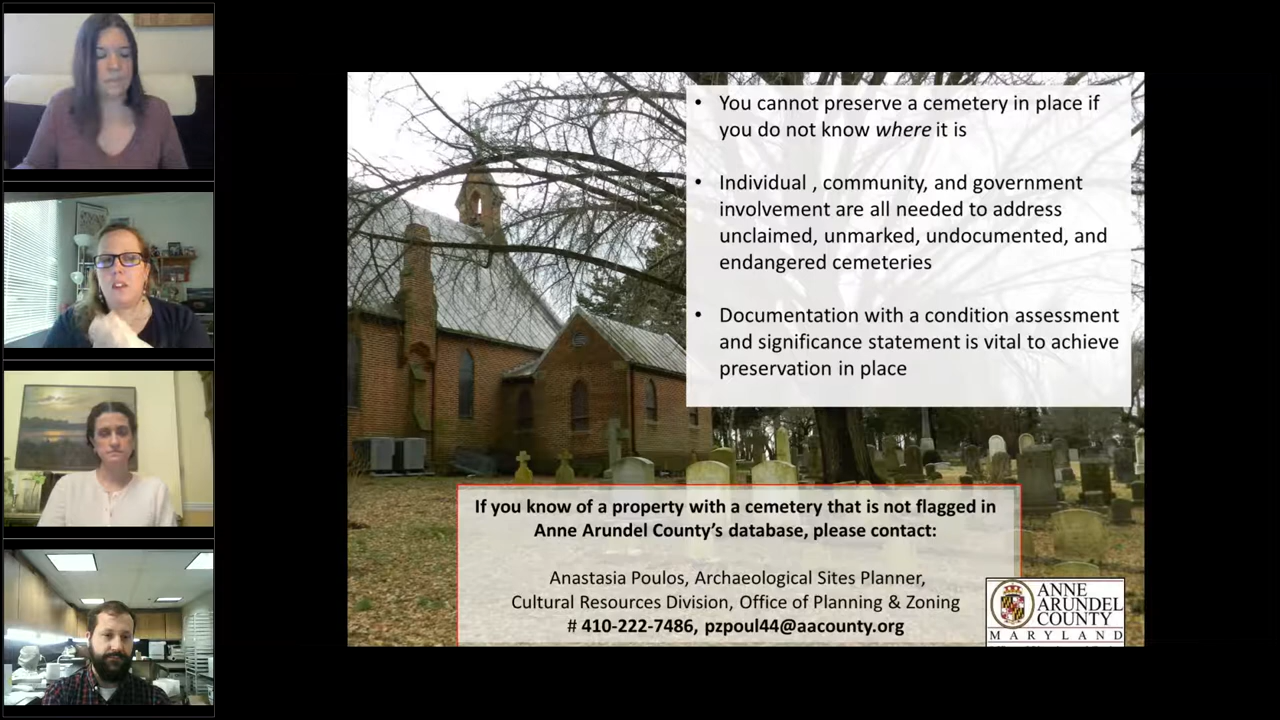 • You cannot preserve a cemetery in place if
you do not know where it is
• Individual , community, and government
involvement are all needed to address
unclaimed, unmarked, undocumented, and
endangered cemeteries
• Documentation with a condition assessment
and significance statement is vital to achieve
preservation in place
If you know of a property with a cemetery that is not flagged in
Anne Arundel County’s database, please contact:
Anastasia Poulos, Archaeological Sites Planner,
Cultural Resources Division, Office of Planning & Zoning
# 410-222-7486, pzpoul44@aacounty.org
ANNE
ARUNDEL
COUNTY
MARYLAND